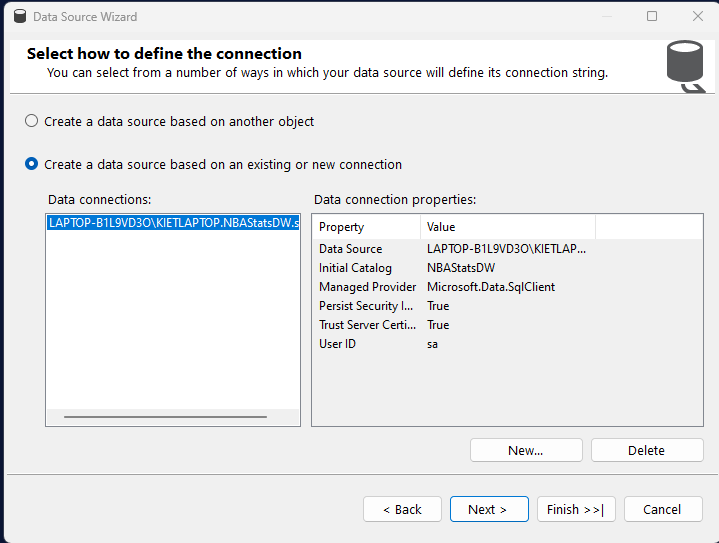 Data Source Wizard
Select how to define the connection
You can select from a number of ways in which your data source will define its connection string.
Create a data source based on another object
Create a data source based on an existing or new connection
Data connections:
LAPTOP-B1L9VD3O\KIETLAPTOP.NBAStatsDW.s
Data connection properties:
Property Value
Data Source LAPTOP-B1L9VD3O\KIETLAP...
Initial Catalog NBAStatsDW
Managed Provider Microsoft.Data.SqlClient
Persist Security I... True
Trust Server Certi... True
User ID sa
New... Delete
< Back Next > Finish >>| Cancel